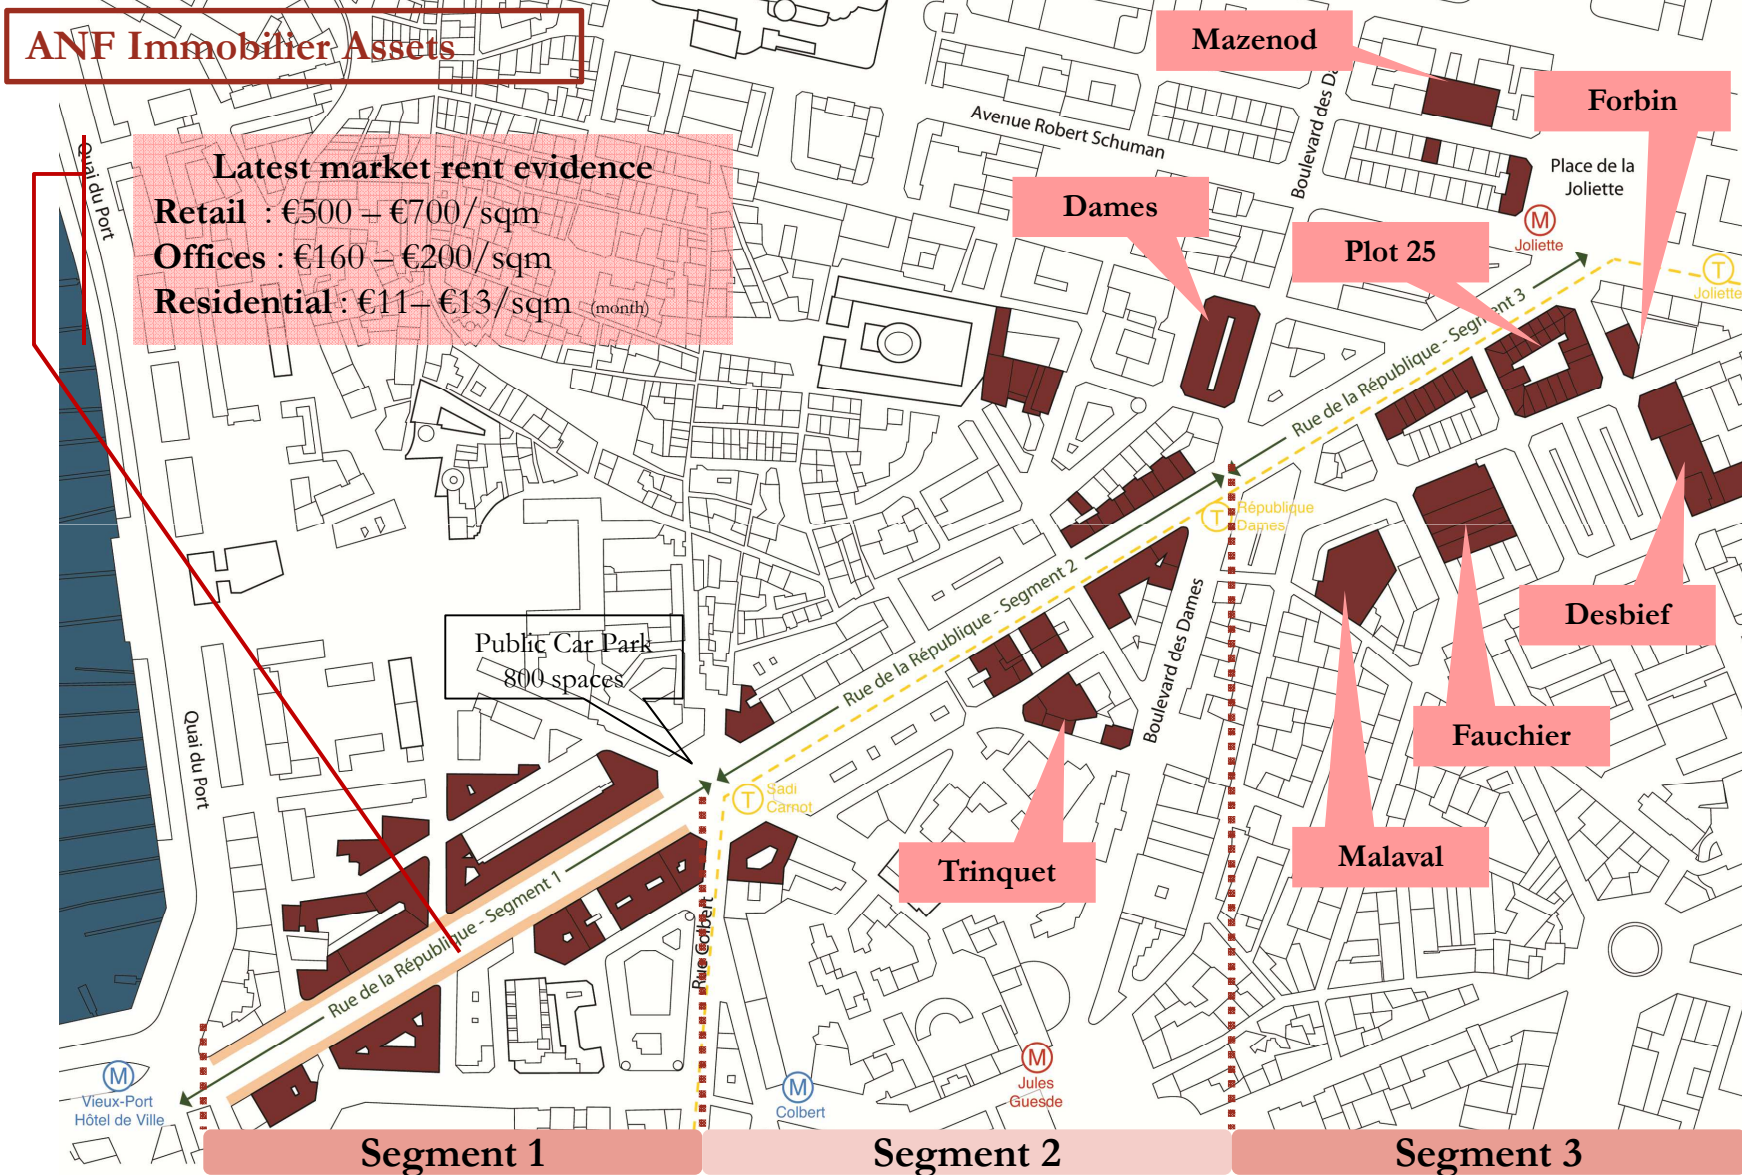 ANF Immobilier Assets
Mazenod
Forbin
Avenue Robert Schuman
Boulevard des Da
Place de la
Joliette
Quai du Port
Latest market rent evidence
Retail : €500 – €700/sqm
Offices : €160 – €200/sqm
Residential : €11– €13/sqm (month)
Dames
Plot 25
M
Joliette
T
Joliette
Rue de la République - Segment 3
T
République
Dames
Rue de la République - Segment 2
Boulevard des Dames
Desbief
Public Car Park
800 spaces
Quai du Port
Fauchier
T
Sadi
Carnot
Malaval
Trinquet
Rue de la République - Segment 1
Rue Colbert
M
Vieux-Port
Hôtel de Ville
M
Colbert
M
Jules
Guesde
Segment 1
Segment 2
Segment 3